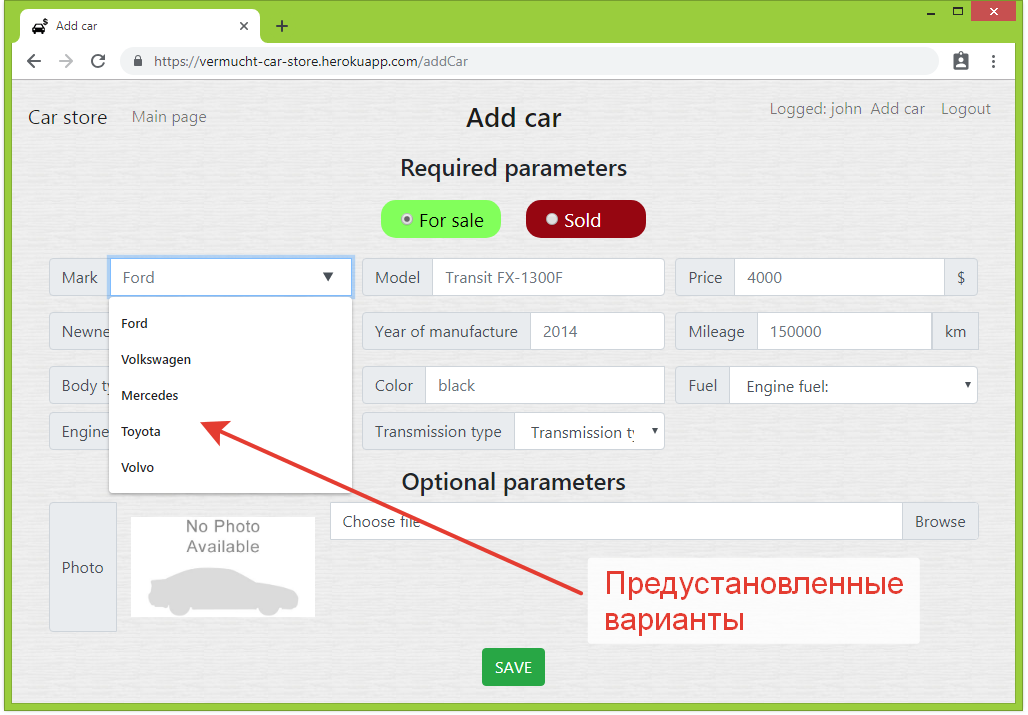 Add car
https://vermucht-car-store.herokuapp.com/addCar
Car store
Main page
Add car
Logged: john
Add car
Logout
Required parameters
For sale
Sold
Mark
Ford
Model
Transit FX-1300F
Price
4000
$
Newne
Ford
Volkswagen
Mercedes
Toyota
Volvo
Year of manufacture
2014
Mileage
150000
km
Body ty
Color
black
Fuel
Engine fuel:
Engine
Transmission type
Transmission ty
Optional parameters
Photo
No Photo
Available
Choose file
Browse
Предустановленные
варианты
SAVE